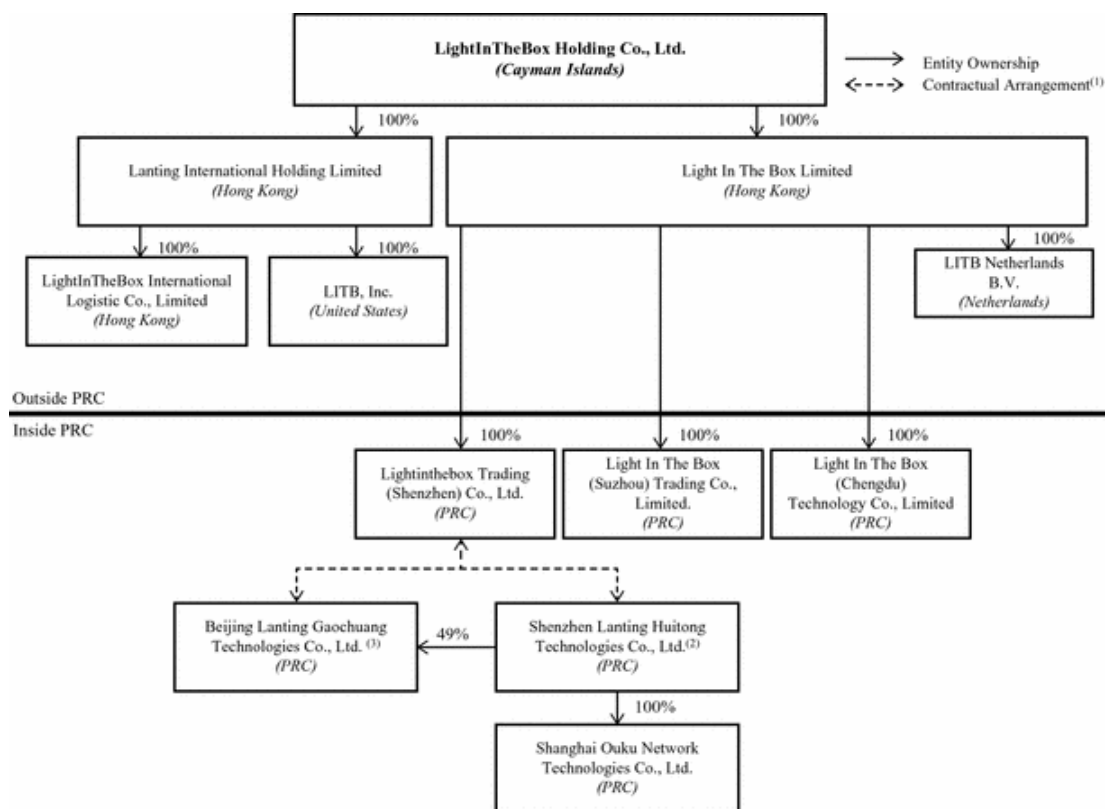 LightInTheBox Holding Co., Ltd.
(Cayman Islands)
Entity Ownership
Contractual Arrangement(1)
100%
100%
Lanting International Holding Limited
(Hong Kong)
Light In The Box Limited
(Hong Kong)
100%
100%
100%
LightInTheBox International
Logistic Co., Limited
(Hong Kong)
LITB, Inc.
(United States)
LITB Netherlands
B.V.
(Netherlands)
Outside PRC
Inside PRC
100%
100%
100%
Lightinthebox Trading
(Shenzhen) Co., Ltd.
(PRC)
Light In The Box
(Suzhou) Trading Co.,
Limited.
(PRC)
Light In The Box
(Chengdu)
Technology Co., Limited
(PRC)
Beijing Lanting Gaochuang
Technologies Co., Ltd. (3)
(PRC)
49%
Shenzhen Lanting Huitong
Technologies Co., Ltd.(2)
(PRC)
100%
Shanghai Ouku Network
Technologies Co., Ltd.
(PRC)